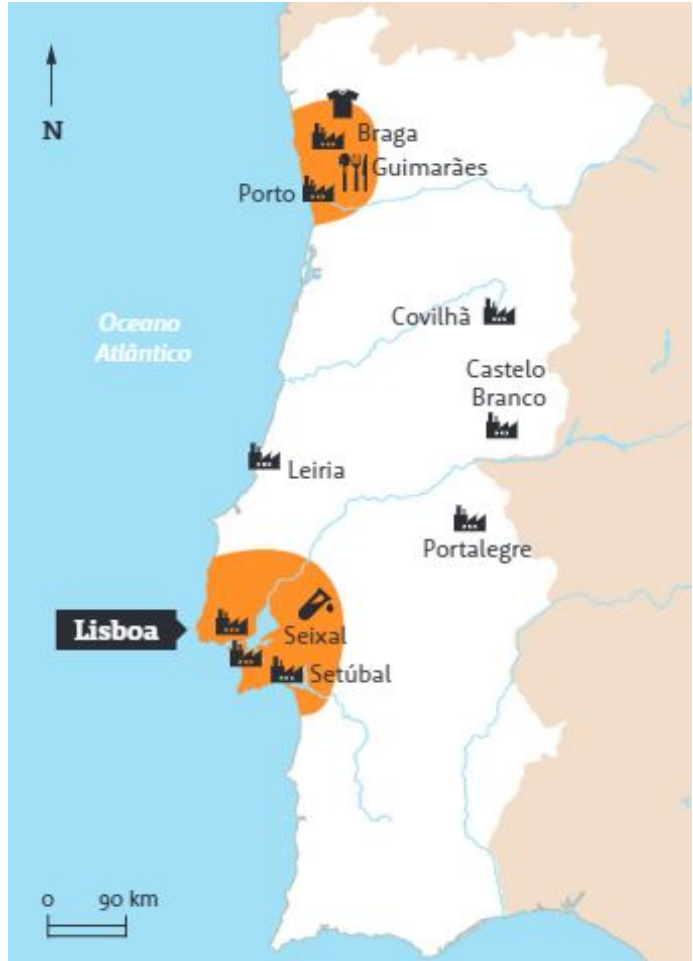 N
Braga
Guimarães
Porto
Oceano
Atlântico
Covilhã
Castelo
Branco
Leiria
Portalegre
Lisboa
Seixal
Setúbal
0 90 km